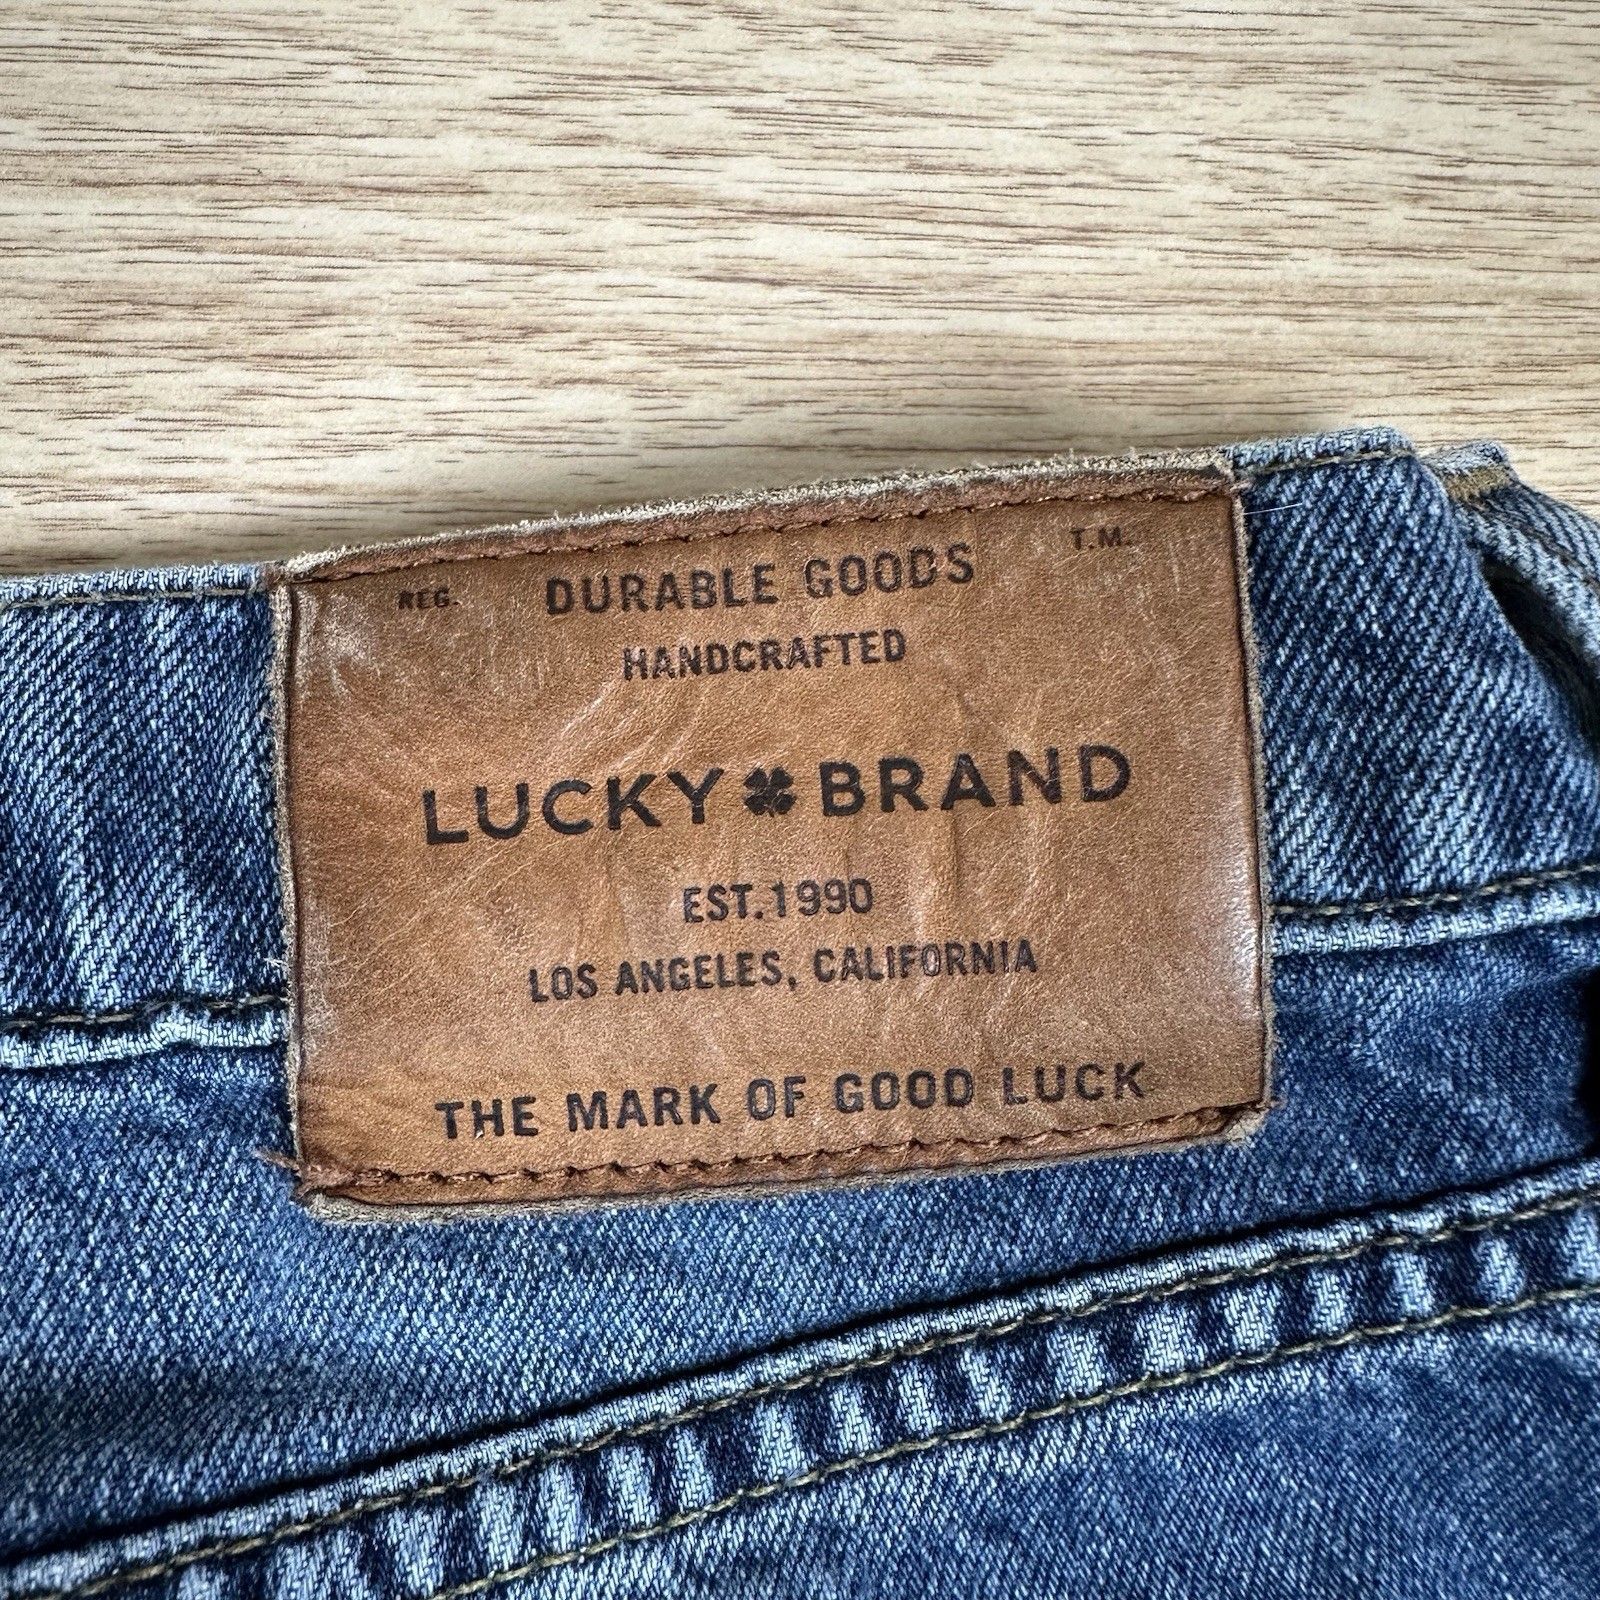 REG. DURABLE GOODS T.M.
HANDCRAFTED
LUCKY BRAND
EST.1990
LOS ANGELES, CALIFORNIA
THE MARK OF GOOD LUCK